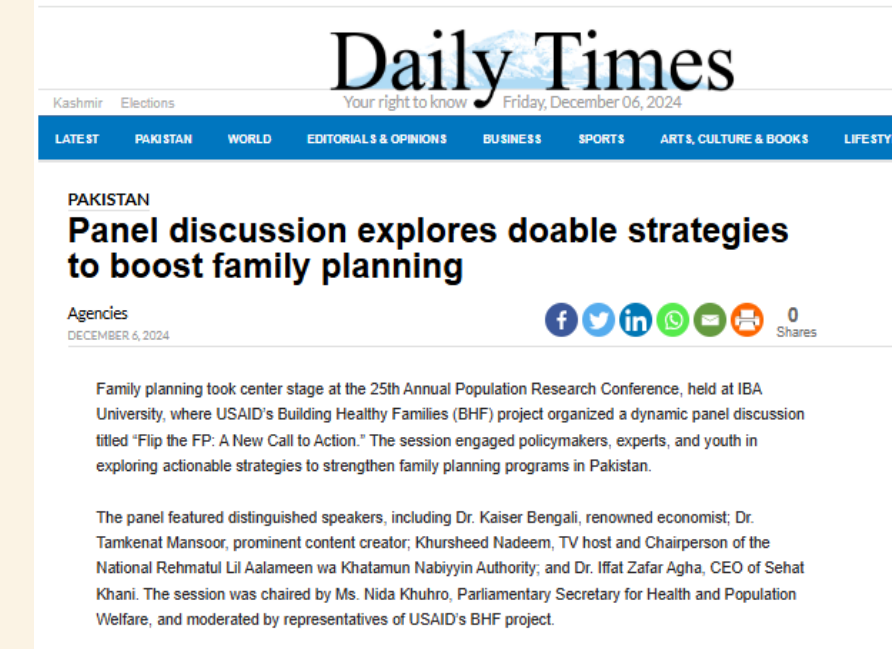 Daily Times
Kashmir Elections
Your right to know Friday, December 06, 2024
LATEST PAKISTAN WORLD EDITORIALS & OPINIONS BUSINESS SPORTS ARTS, CULTURE & BOOKS LIFESTY
PAKISTAN
Panel discussion explores doable strategies
to boost family planning
Agencies
DECEMBER 6, 2024
f in 0
Shares
Family planning took center stage at the 25th Annual Population Research Conference, held at IBA
University, where USAID's Building Healthy Families (BHF) project organized a dynamic panel discussion
titled “Flip the FP: A New Call to Action.” The session engaged policymakers, experts, and youth in
exploring actionable strategies to strengthen family planning programs in Pakistan.
The panel featured distinguished speakers, including Dr. Kaiser Bengali, renowned economist; Dr.
Tamkenat Mansoor, prominent content creator; Khursheed Nadeem, TV host and Chairperson of the
National Rehmatul Lil Aalameen wa Khatamun Nabiyyin Authority; and Dr. Iffat Zafar Agha, CEO of Sehat
Khani. The session was chaired by Ms. Nida Khuhro, Parliamentary Secretary for Health and Population
Welfare, and moderated by representatives of USAID's BHF project.